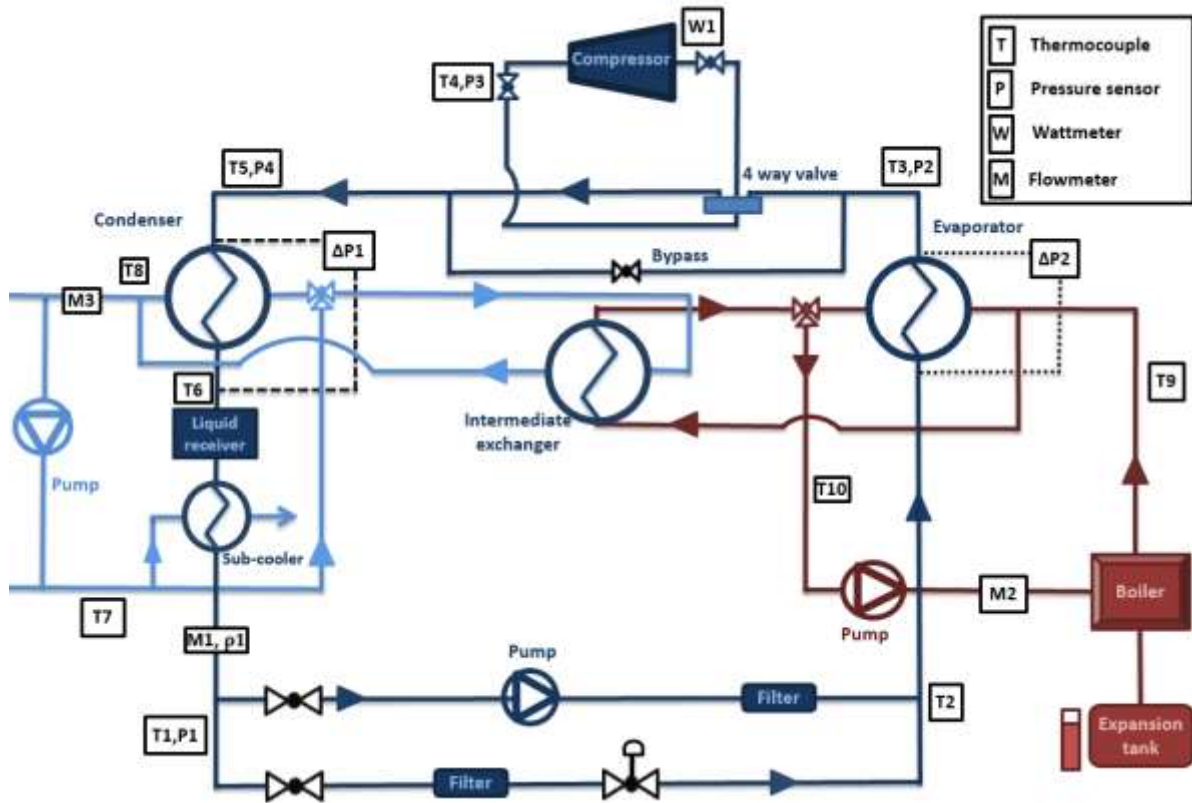 W1
T Thermocouple
P Pressure sensor
W Wattmeter
M Flowmeter
Compressor
T4,P3
T5,P4
4 way valve
T3,P2
Condenser
Evaporator
ΔP1
Bypass
ΔP2
T8
M3
T6
T9
Liquid
receiver
Intermediate
exchanger
Pump
T10
Sub-cooler
Boiler
M2
T7
Pump
M1, ρ1
Pump
Filter
T2
T1,P1
Expansion
tank
Filter